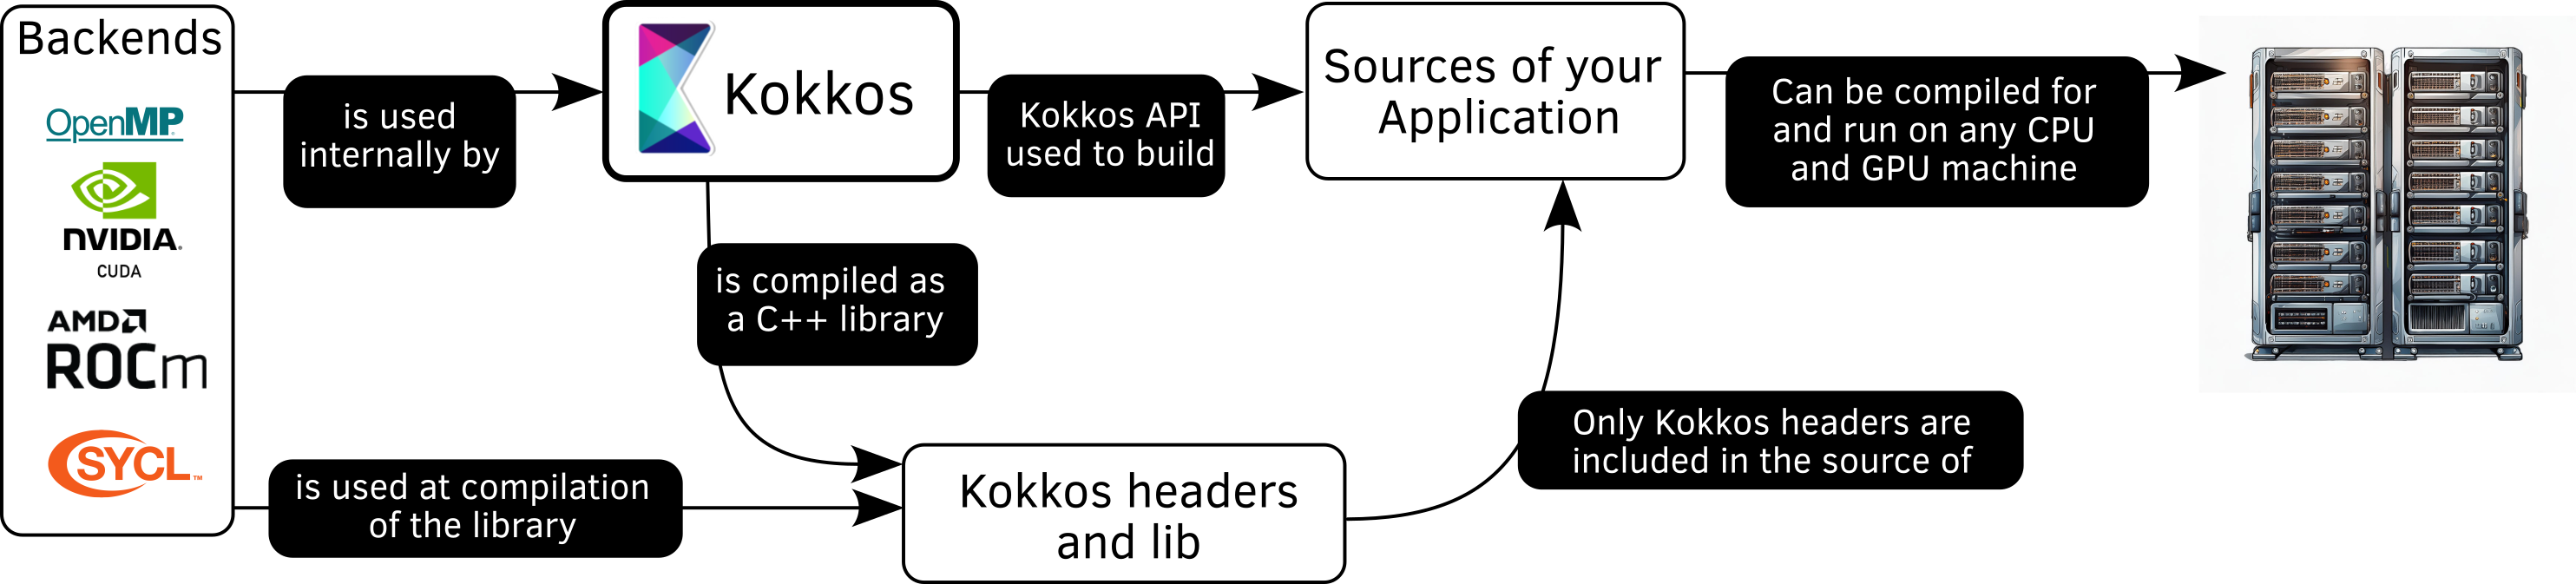 Backends
OpenMP
NVIDIA.
CUDA
AMD
ROCm
SYCL™
is used
internally by
Kokkos
Kokkos API
used to build
Sources of your
Application
Can be compiled for
and run on any CPU
and GPU machine
is compiled as
a C++ library
is used at compilation
of the library
Kokkos headers
and lib
Only Kokkos headers are
included in the source of